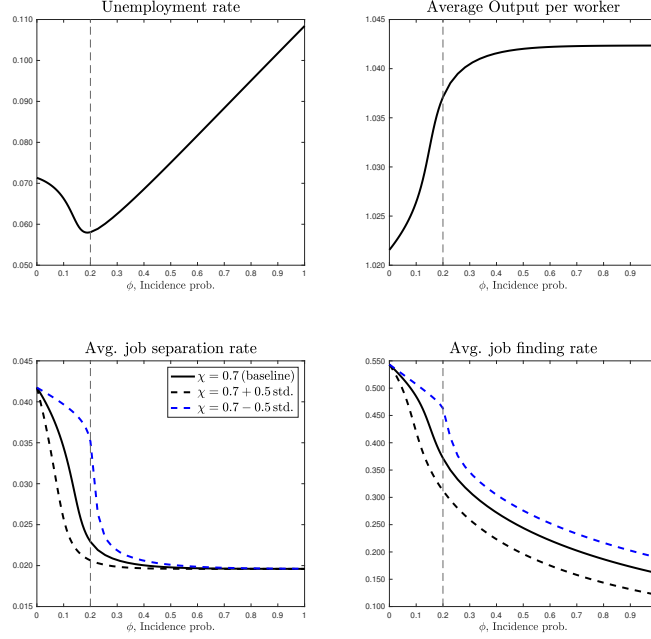 Unemployment rate
0.110
0.100
0.090
0.080
0.070
0.060
0.050
0 0.1 0.2 0.3 0.4 0.5 0.6 0.7 0.8 0.9 1
ϕ, Incidence prob.
Average Output per worker
1.045
1.040
1.035
1.030
1.025
1.020
0 0.1 0.2 0.3 0.4 0.5 0.6 0.7 0.8 0.9
ϕ, Incidence prob.
Avg. job separation rate
0.045
0.040
0.035
0.030
0.025
0.020
0.015
χ = 0.7 (baseline)
χ = 0.7 + 0.5 std.
χ = 0.7 − 0.5 std.
0 0.1 0.2 0.3 0.4 0.5 0.6 0.7 0.8 0.9 1
ϕ, Incidence prob.
Avg. job finding rate
0.550
0.500
0.450
0.400
0.350
0.300
0.250
0.200
0.150
0.100
0 0.1 0.2 0.3 0.4 0.5 0.6 0.7 0.8 0.9
ϕ, Incidence prob.